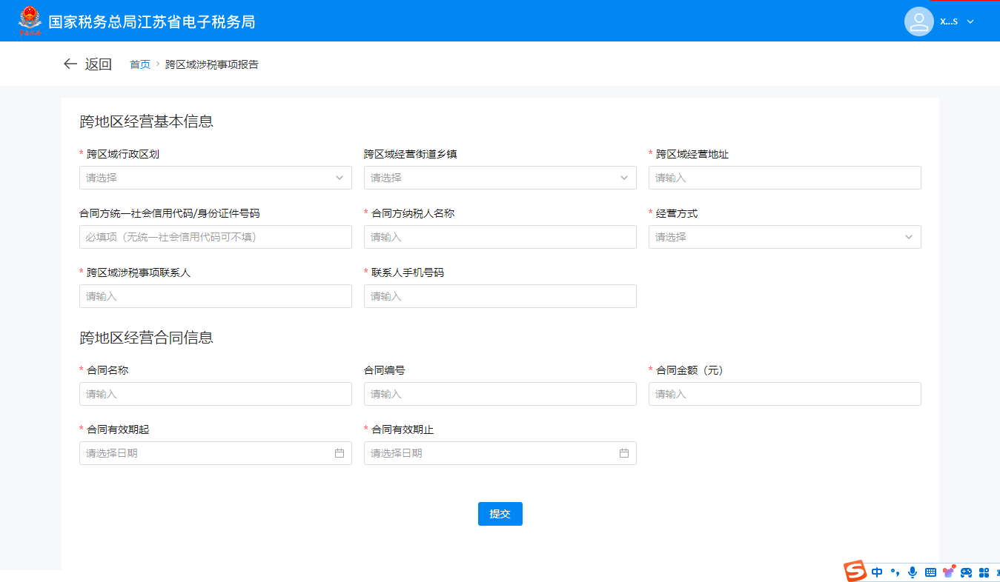 国家税务总局江苏省电子税务局
x...s
返回 首页 > 跨区域涉税事项报告
跨地区经营基本信息
* 跨区域行政区划 跨区域经营街道乡镇 * 跨区域经营地址
请选择 请选择 请输入
合同方统一社会信用代码/身份证件号码 * 合同方纳税人名称 * 经营方式
必填项（无统一社会信用代码可不填） 请输入 请选择
* 跨区域涉税事项联系人 * 联系人手机号码
请输入 请输入
跨地区经营合同信息
* 合同名称 合同编号 * 合同金额（元）
请输入 请输入 请输入
* 合同有效期起 * 合同有效期止
请选择日期 请选择日期
提交
S 中